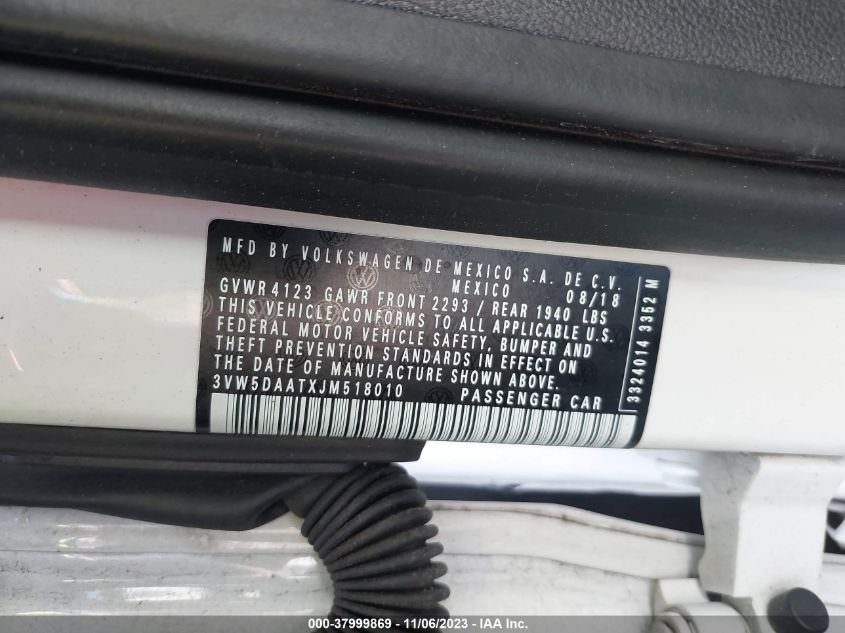 MFD BY VOLKSWAGEN DE MEXICO S.A. DE C.V.
MEXICO 08/18
GVWR 4123 GAWR FRONT 2293 / REAR 1940 LBS
THIS VEHICLE CONFORMS TO ALL APPLICABLE U.S.
FEDERAL MOTOR VEHICLE SAFETY, BUMPER AND
THEFT PREVENTION STANDARDS IN EFFECT ON
THE DATE OF MANUFACTURE SHOWN ABOVE.
3VW5DAATXJM518010 PASSENGER CAR
3324014 3352 M
000-37999869 - 11/06/2023 - IAA Inc.